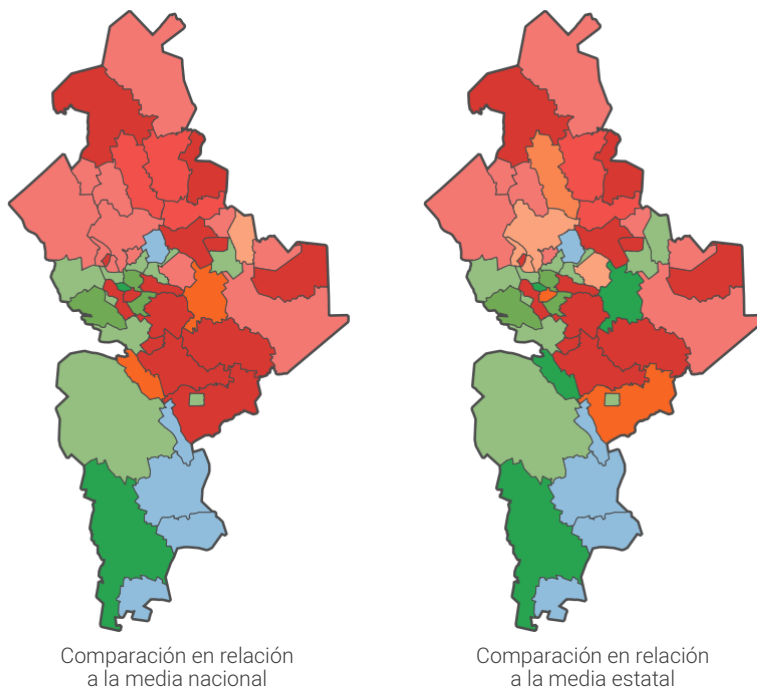 Comparación en relación
a la media nacional
Comparación en relación
a la media estatal